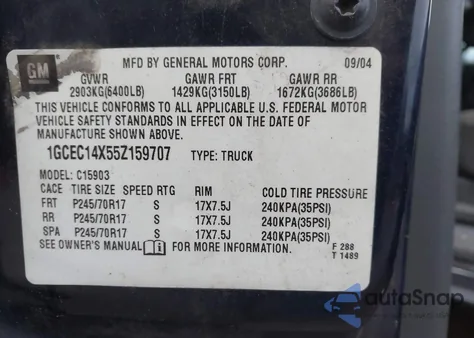 GM
MFD BY GENERAL MOTORS CORP. 09/04
GVWR GAWR FRT GAWR RR
2903KG(6400LB) 1429KG(3150LB) 1672KG(3686LB)
THIS VEHICLE CONFORMS TO ALL APPLICABLE U.S. FEDERAL MOTOR
VEHICLE SAFETY STANDARDS IN EFFECT ON THE DATE OF
MANUFACTURE SHOWN ABOVE.
1GCEC14X55Z159707 TYPE: TRUCK
MODEL: C15903
CACE TIRE SIZE SPEED RTG RIM COLD TIRE PRESSURE
FRT P245/70R17 S 17X7.5J 240KPA(35PSI)
RR P245/70R17 S 17X7.5J 240KPA(35PSI)
SPA P245/70R17 S 17X7.5J 240KPA(35PSI)
SEE OWNER'S MANUAL FOR MORE INFORMATION. F 288
T 1489
autoSnap